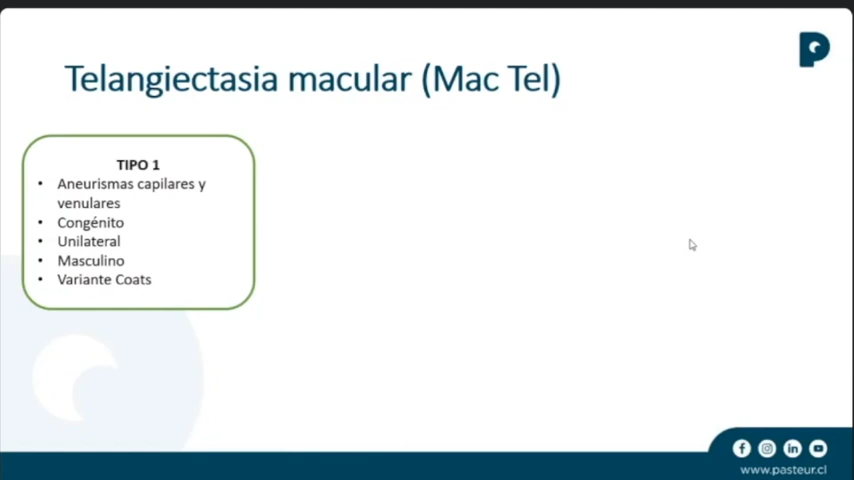 Telangiectasia macular (Mac Tel)
TIPO 1
• Aneurismas capilares y
venulares
• Congénito
• Unilateral
• Masculino
• Variante Coats
www.pasteur.cl